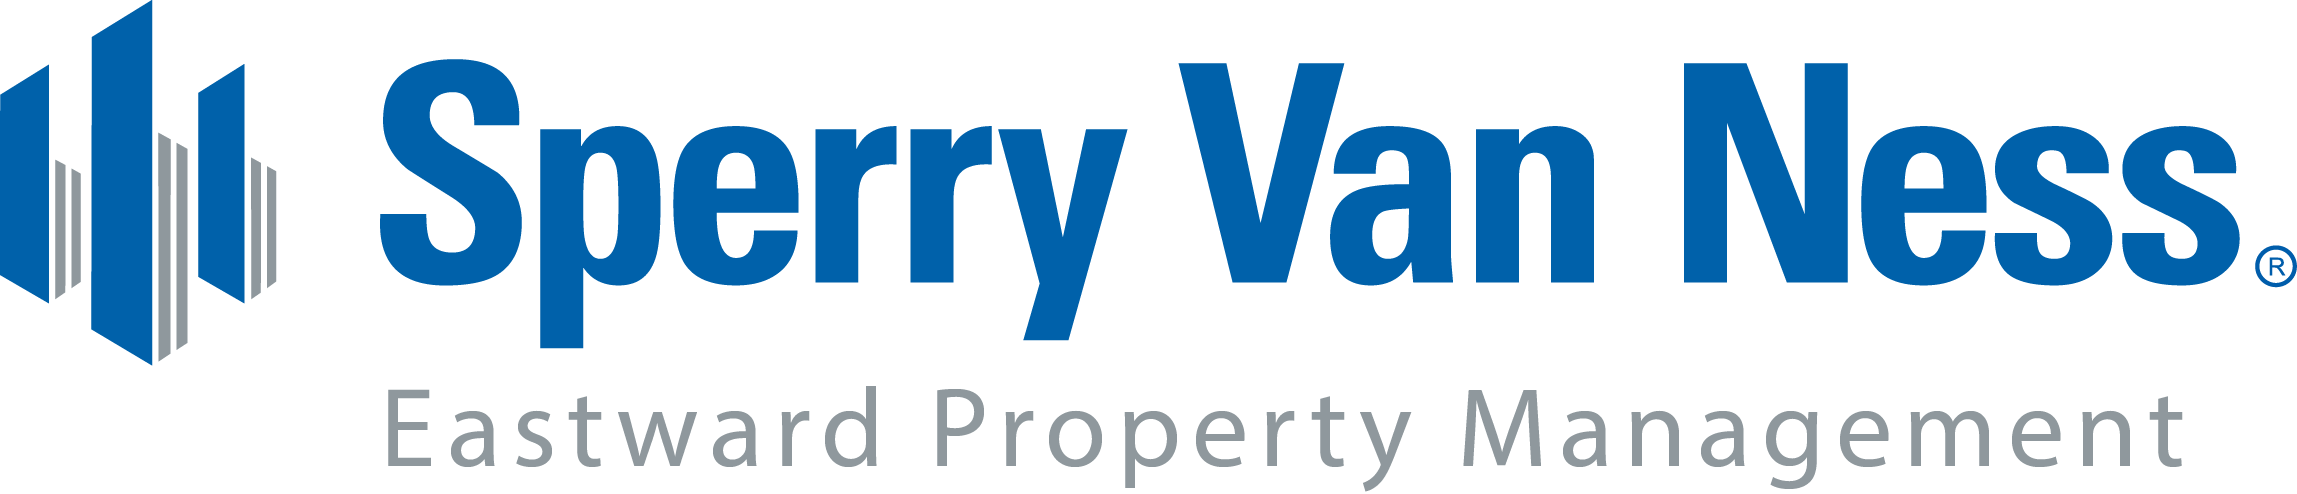 Sperry Van Ness®
Eastward Property Management